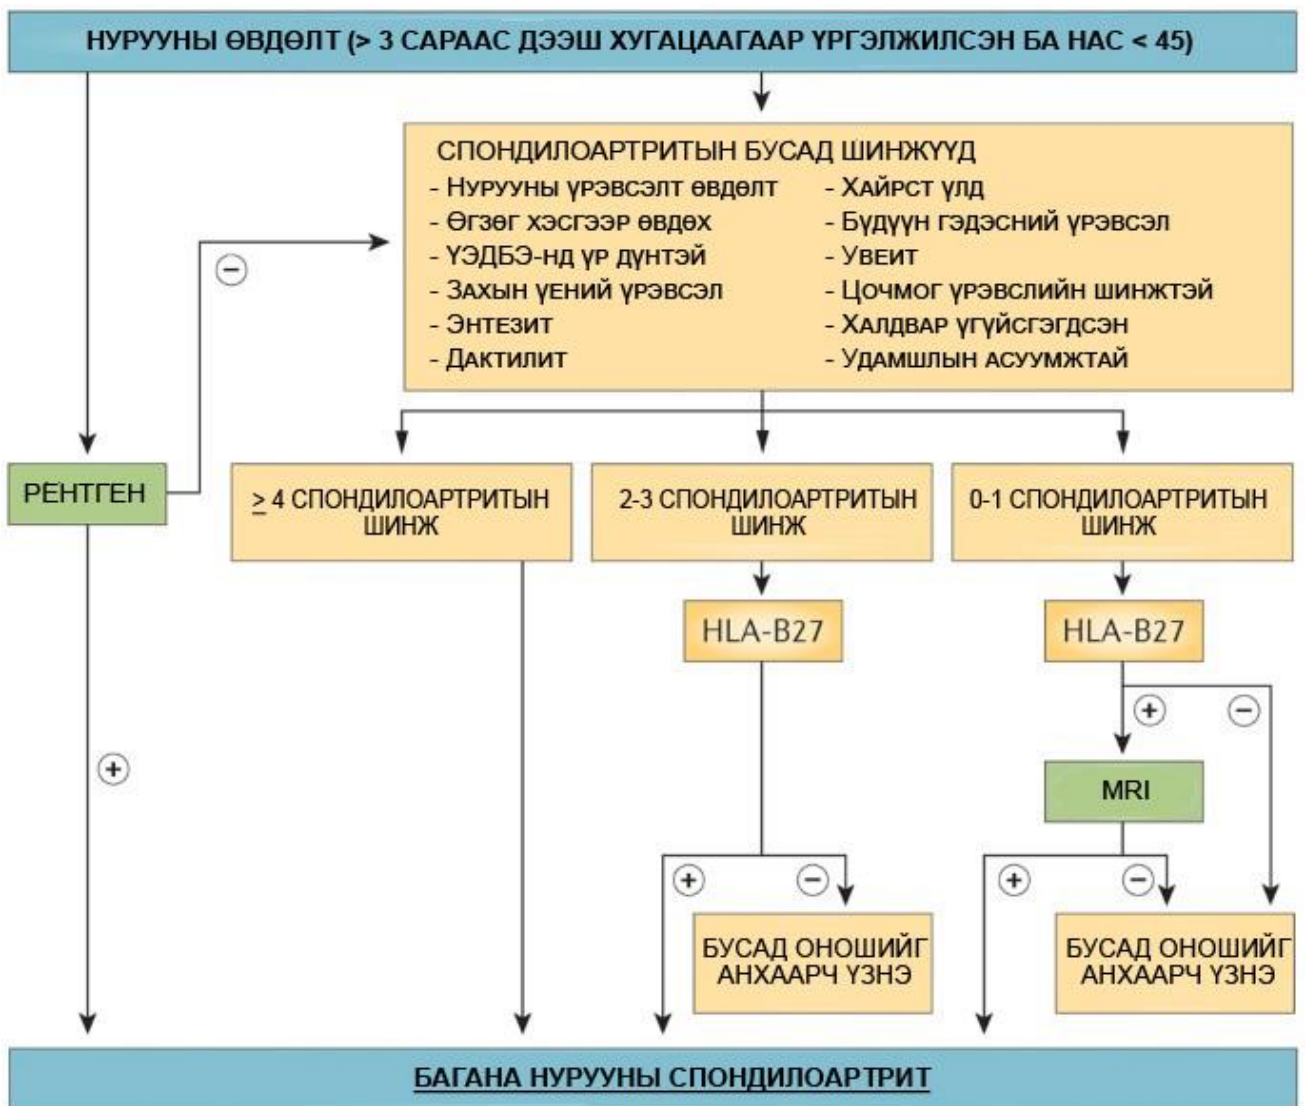 НУРУУНЫ ӨВДӨЛТ (> 3 САРААС ДЭЭШ ХУГАЦААГААР ҮРГЭЛЖИЛСЭН БА НАС < 45)
СПОНДИЛОАРТРИТЫН БУСАД ШИНЖҮҮД
- НУРУУНЫ ҮРЭВСЭЛТ ӨВДӨЛТ
- ӨГЗӨГ ХЭСГЭЭР ӨВДӨХ
- ҮЭДБЭ-НД ҮР ДҮНТЭЙ
- ЗАХЫН ҮЕНИЙ ҮРЭВСЭЛ
- ЭНТЕЗИТ
- ДАКТИЛИТ
- ХАЙРСТ ҮЛД
- БҮДҮҮН ГЭДЭСНИЙ ҮРЭВСЭЛ
- УВЕИТ
- ЦОЧМОГ ҮРЭВСЛИЙН ШИНЖТЭЙ
- ХАЛДВАР ҮГҮЙСГЭГДСЭН
- УДАМШЛЫН АСУУМЖТАЙ
−
РЕНТГЕН
≥ 4 СПОНДИЛОАРТРИТЫН
ШИНЖ
2-3 СПОНДИЛОАРТРИТЫН
ШИНЖ
0-1 СПОНДИЛОАРТРИТЫН
ШИНЖ
HLA-B27
HLA-B27
+
−
+
MRI
+
−
+
−
БУСАД ОНОШИЙГ
АНХААРЧ ҮЗНЭ
БУСАД ОНОШИЙГ
АНХААРЧ ҮЗНЭ
БАГАНА НУРУУНЫ СПОНДИЛОАРТРИТ